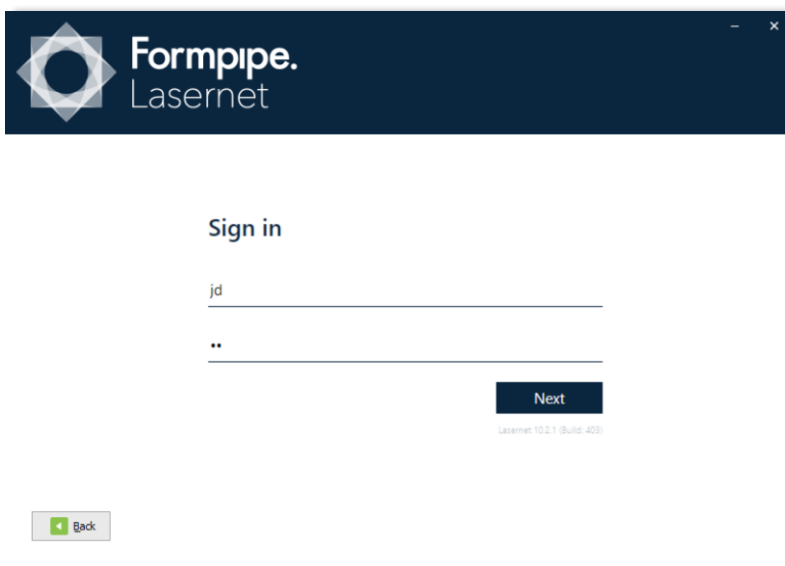 Formpipe.
Lasernet
Sign in
jd
••
Next
Lasernet 10.2.1 (Build: 403)
Back